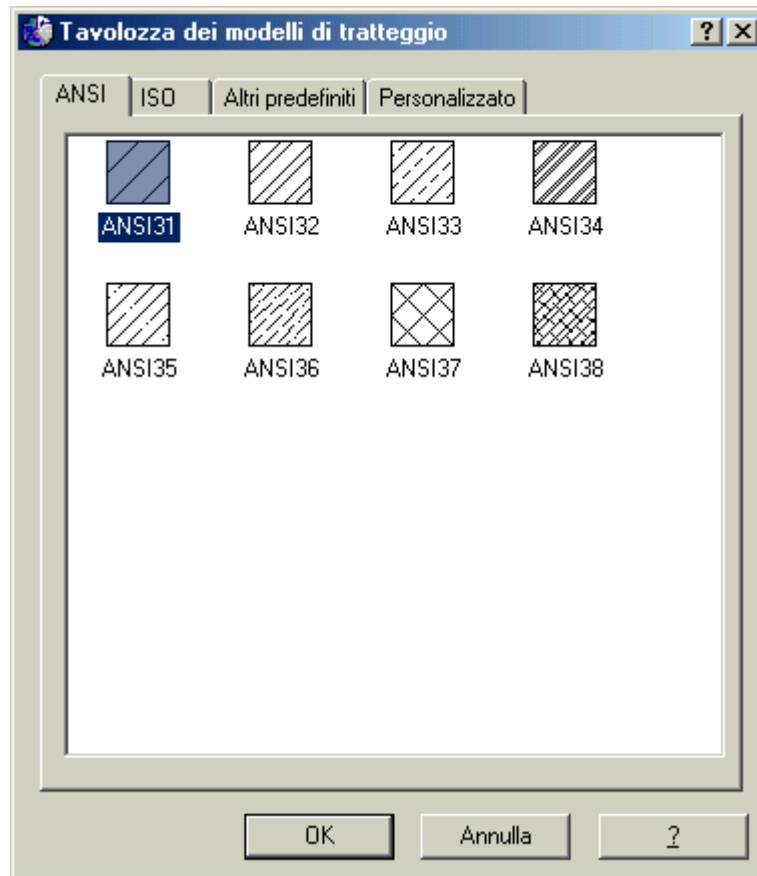 Tavolozza dei modelli di tratteggio
ANSI ISO Altri predefiniti Personalizzato
ANSI31 ANSI32 ANSI33 ANSI34
ANSI35 ANSI36 ANSI37 ANSI38
OK Annulla ?